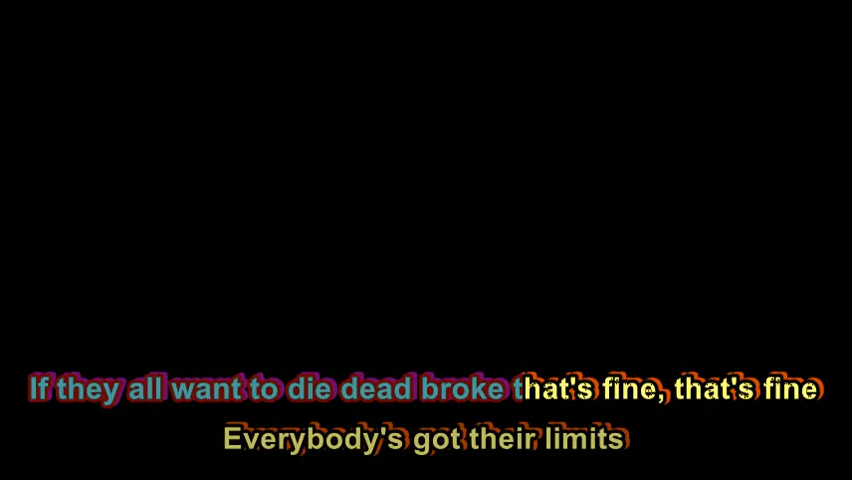 If they all want to die dead broke that's fine, that's fine
Everybody's got their limits